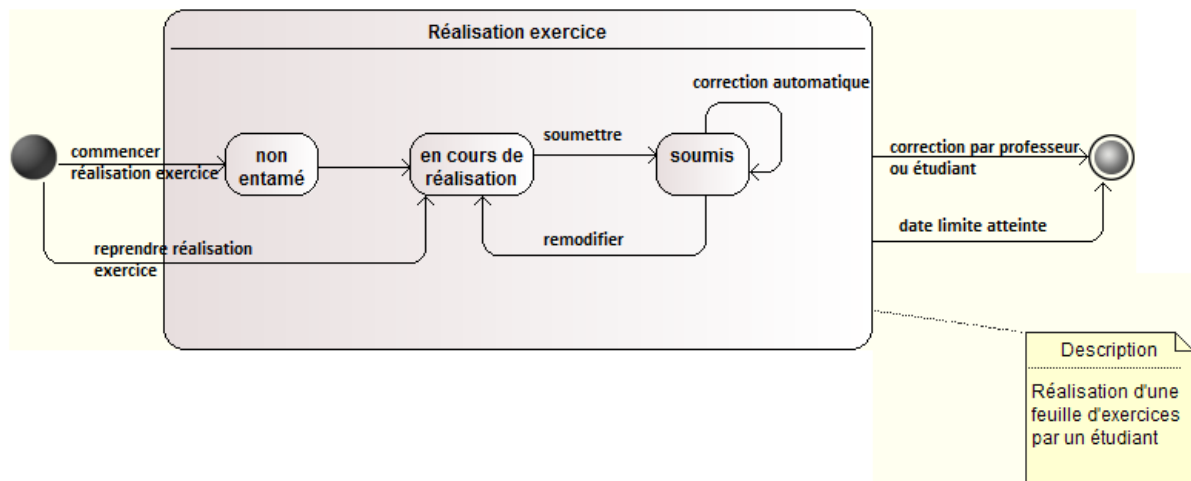 Réalisation exercice
correction automatique
commencer
réalisation exercice
non
entamé
en cours de
réalisation
soumettre
soumis
correction par professeur
ou étudiant
reprendre réalisation
exercice
remodifier
date limite atteinte
Description
Réalisation d'une
feuille d'exercices
par un étudiant